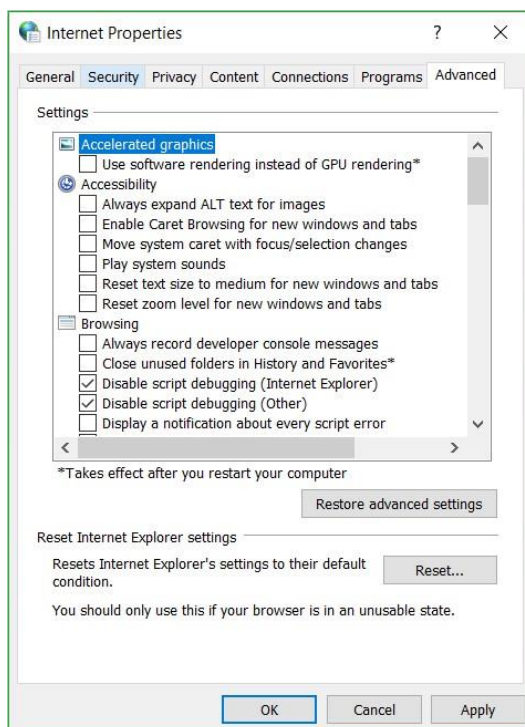 Internet Properties
General Security Privacy Content Connections Programs Advanced
Settings
Accelerated graphics
Use software rendering instead of GPU rendering*
Accessibility
Always expand ALT text for images
Enable Caret Browsing for new windows and tabs
Move system caret with focus/selection changes
Play system sounds
Reset text size to medium for new windows and tabs
Reset zoom level for new windows and tabs
Browsing
Always record developer console messages
Close unused folders in History and Favorites*
Disable script debugging (Internet Explorer)
Disable script debugging (Other)
Display a notification about every script error
*Takes effect after you restart your computer
Restore advanced settings
Reset Internet Explorer settings
Resets Internet Explorer's settings to their default
condition.
Reset...
You should only use this if your browser is in an unusable state.
OK Cancel Apply